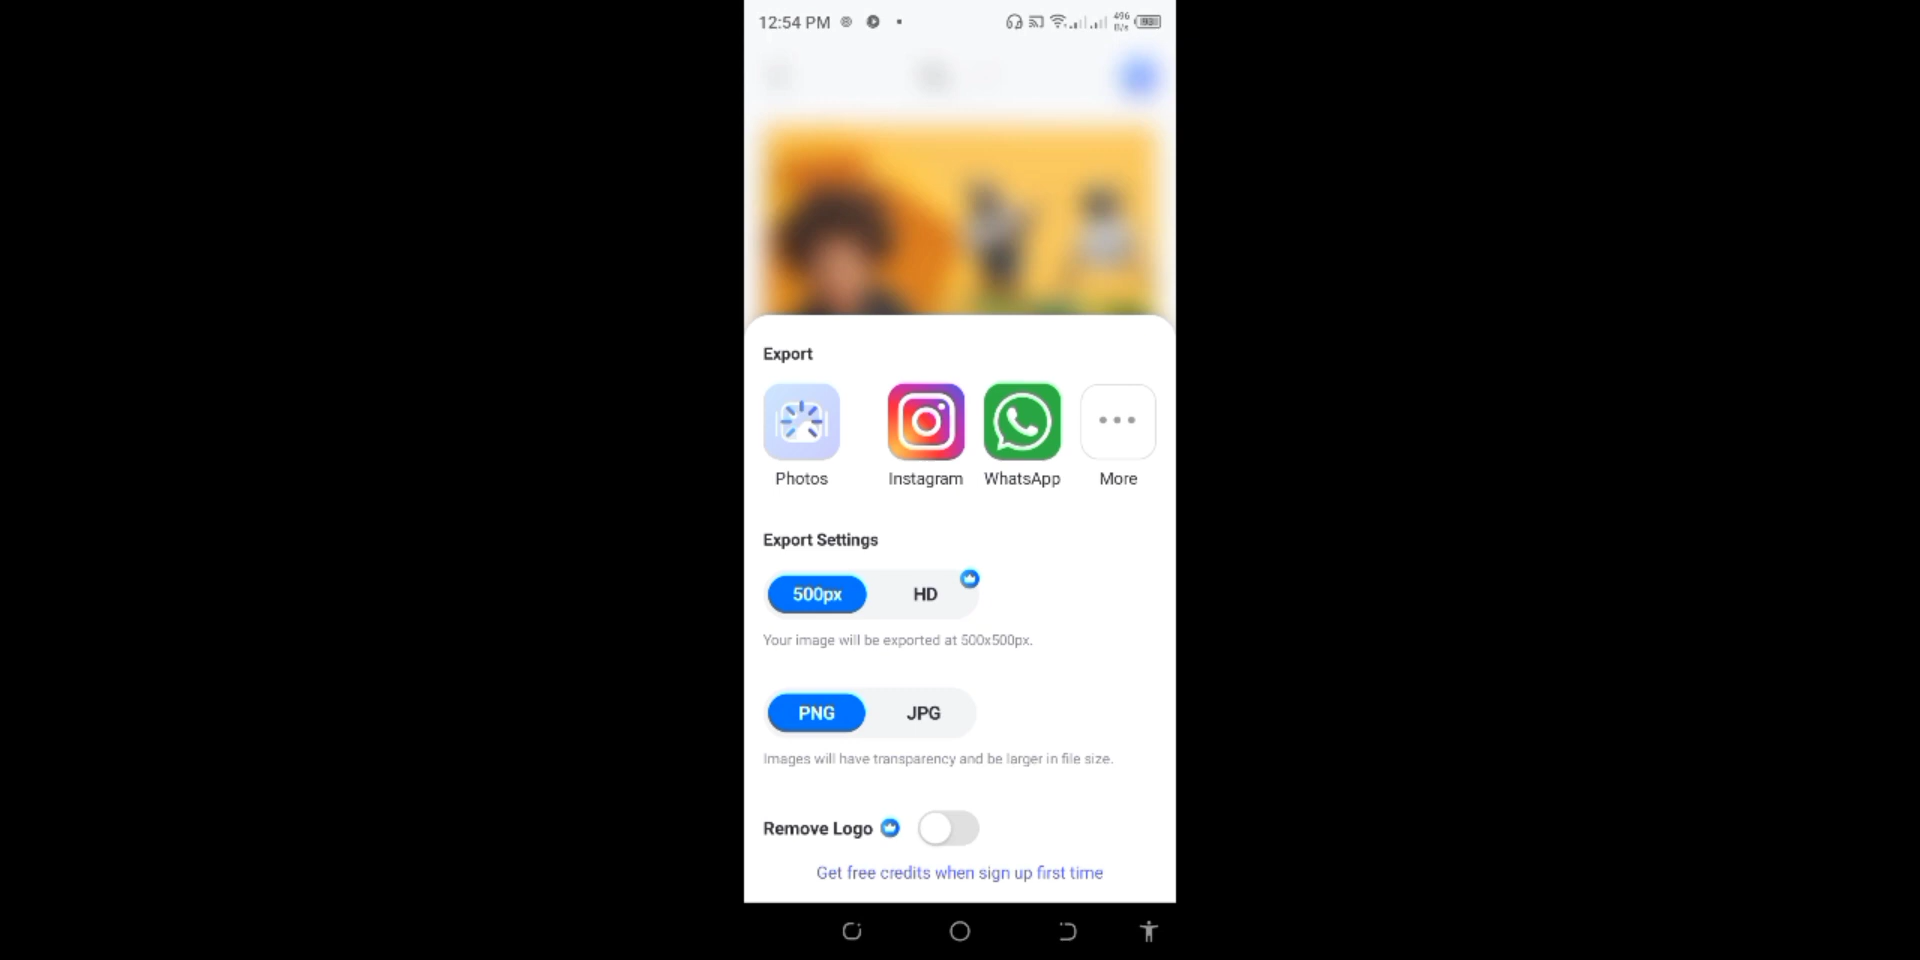 12:54 PM
496
B/s
93
Export
Photos
Instagram
WhatsApp
More
Export Settings
500px
HD
Your image will be exported at 500x500px.
PNG
JPG
Images will have transparency and be larger in file size.
Remove Logo
Get free credits when sign up first time